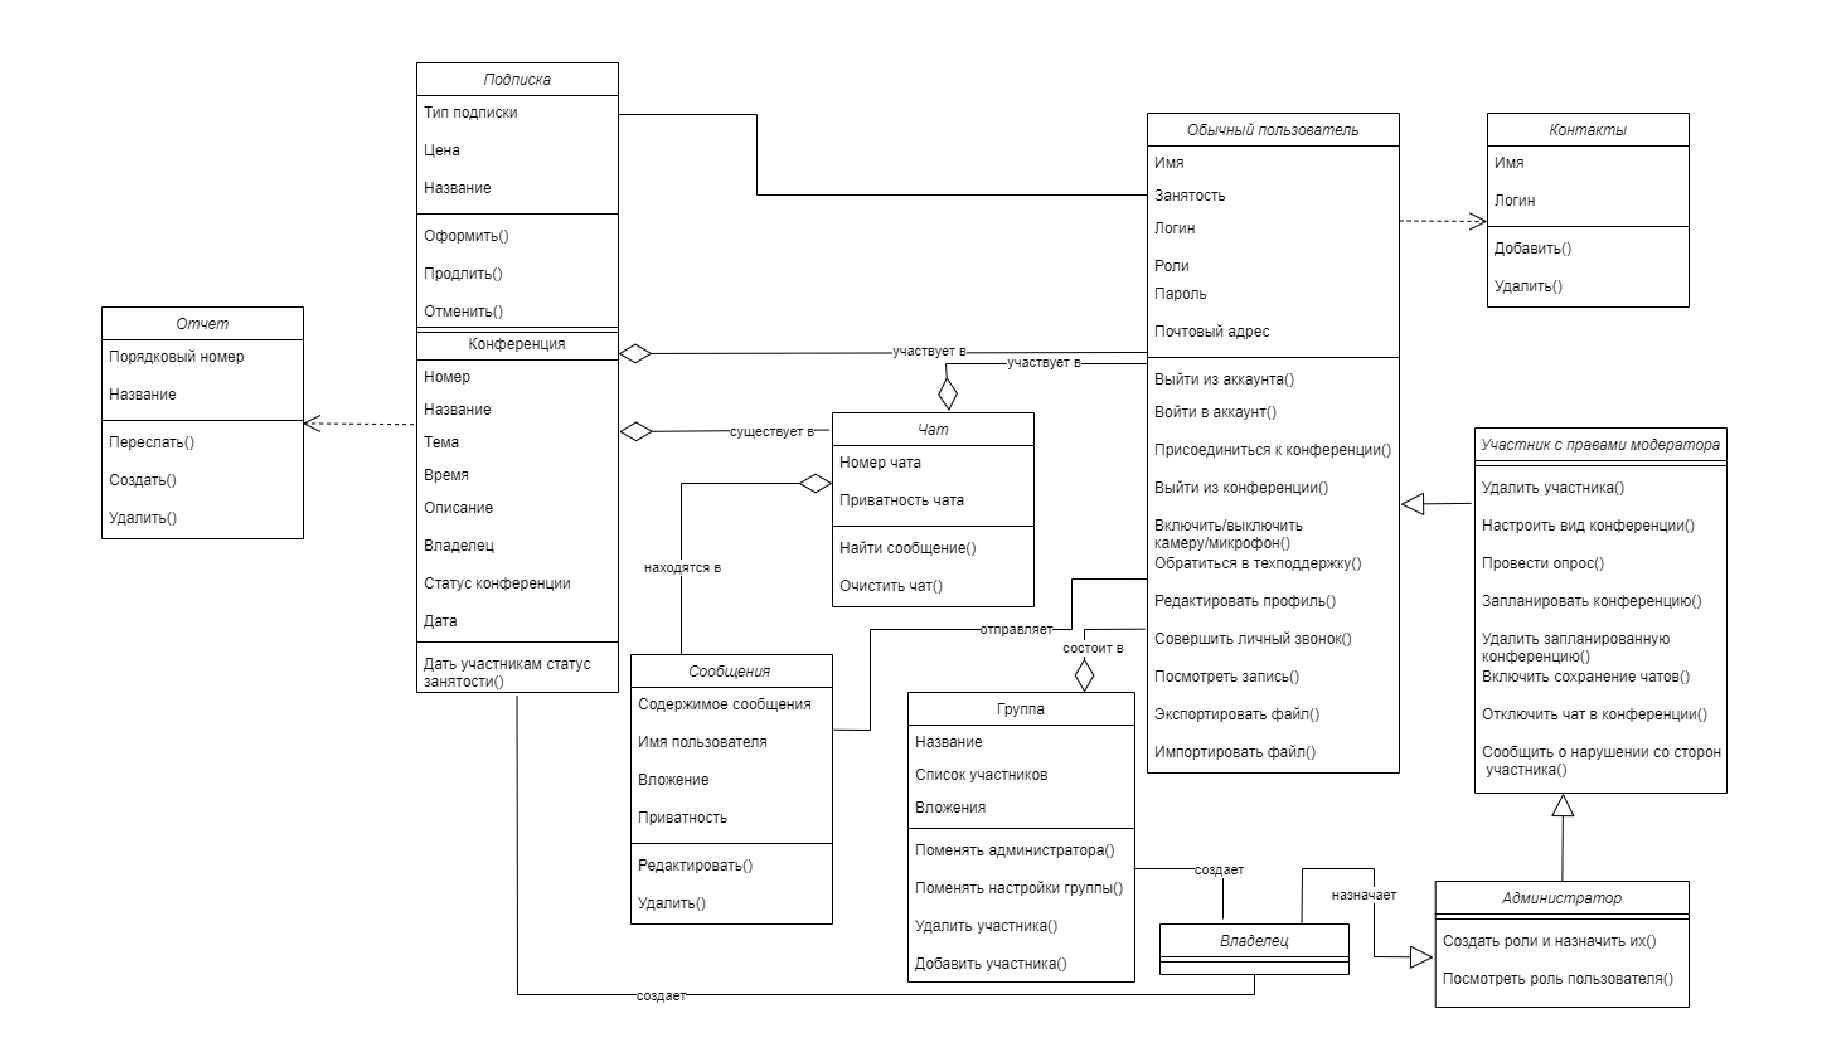 Подписка
Тип подписки
Цена
Название
Оформить()
Продлить()
Отменить()
Обычный пользователь
Имя
Занятость
Логин
Роли
Пароль
Почтовый адрес
Выйти из аккаунта()
Войти в аккаунт()
Присоединиться к конференции()
Выйти из конференции()
Включить/выключить
камеру/микрофон()
Обратиться в техподдержку()
Редактировать профиль()
Совершить личный звонок()
Посмотреть запись()
Экспортировать файл()
Импортировать файл()
Контакты
Имя
Логин
Добавить()
Удалить()
Отчет
Порядковый номер
Название
Переслать()
Создать()
Удалить()
Конференция
Номер
Название
Тема
Время
Описание
Владелец
Статус конференции
Дата
Дать участникам статус
занятости()
участвует в
участвует в
существует в
Чат
Номер чата
Приватность чата
Найти сообщение()
Очистить чат()
находятся в
отправляет
состоит в
Участник с правами модератора
Удалить участника()
Настроить вид конференции()
Провести опрос()
Запланировать конференцию()
Удалить запланированную
конференцию()
Включить сохранение чатов()
Отключить чат в конференции()
Сообщить о нарушении со сторон
участника()
Сообщения
Содержимое сообщения
Имя пользователя
Вложение
Приватность
Редактировать()
Удалить()
Группа
Название
Список участников
Вложения
Поменять администратора()
Поменять настройки группы()
Удалить участника()
Добавить участника()
создает
назначает
Владелец
Администратор
Создать роли и назначить их()
Посмотреть роль пользователя()
создает